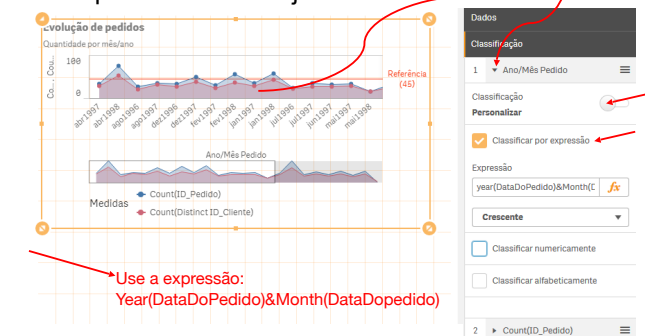 Evolução de pedidos
Quantidade por mês/ano
Co... Cou...
100
0
Referência
(45)
abr1997
abr1998
ago1996
ago1997
dez1996
dez1997
fev1997
fev1998
jan1997
jan1998
jul1996
jul1997
jun1997
mai1997
mai1998
Ano/Mês Pedido
Medidas
Count(ID_Pedido)
Count(Distinct ID_Cliente)
Use a expressão:
Year(DataDoPedido)&Month(DataDopedido)
Dados
Classificação
1 Ano/Mês Pedido
Classificação
Personalizar
Classificar por expressão
Expressão
year(DataDoPedido)&Month(D fx
Crescente
Classificar numericamente
Classificar alfabeticamente
2 Count(ID_Pedido)